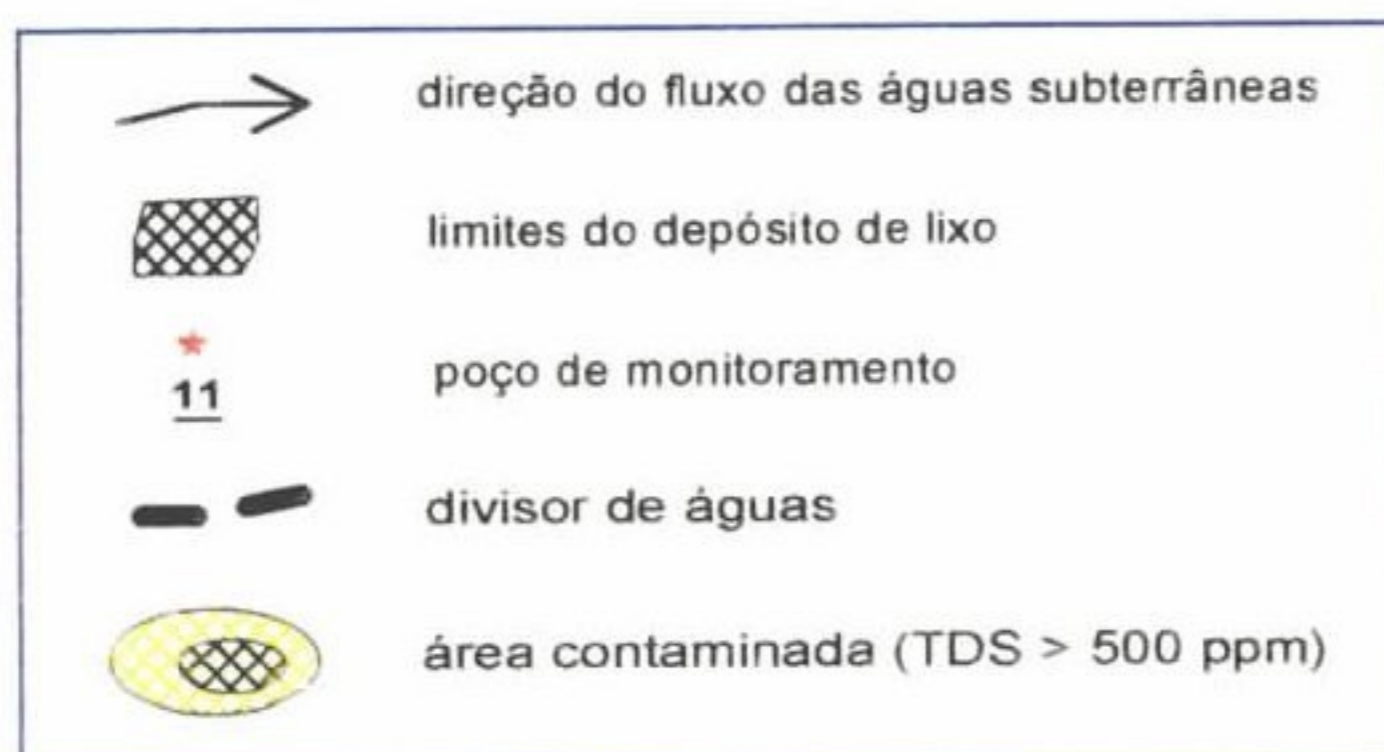 direção do fluxo das águas subterrâneas
limites do depósito de lixo
11
poço de monitoramento
divisor de águas
área contaminada (TDS > 500 ppm)